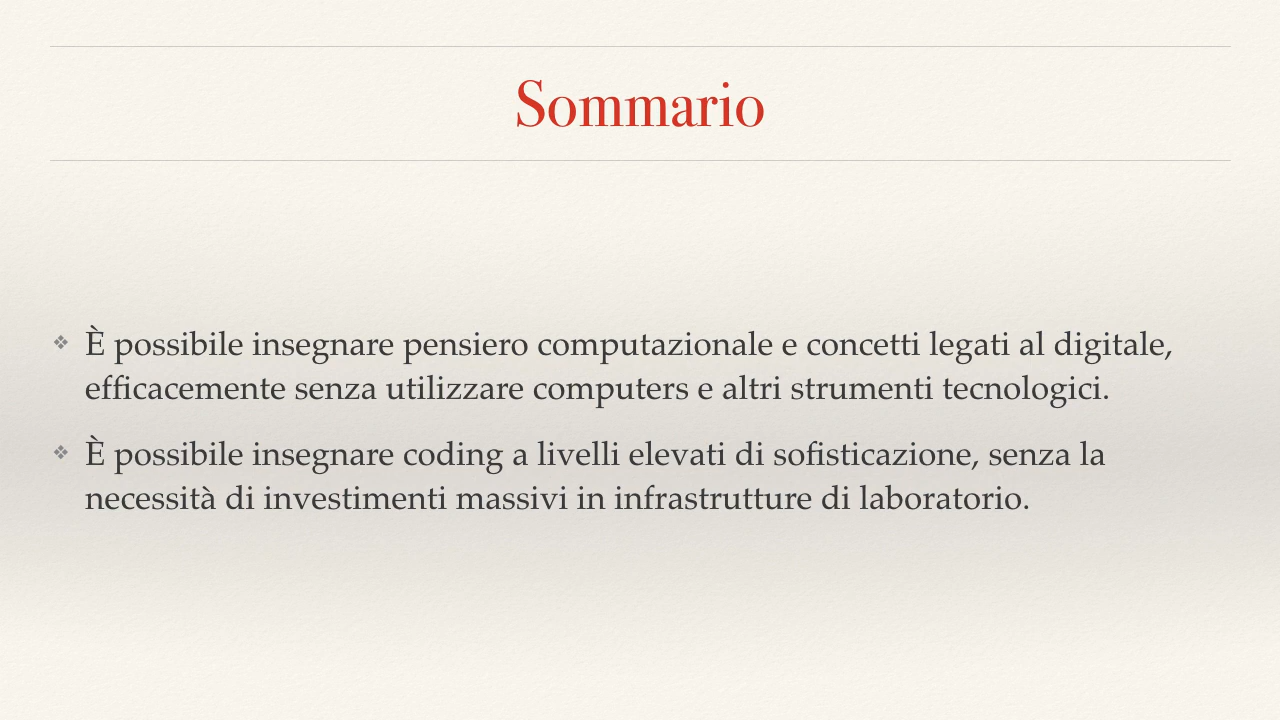 Sommario
❖ È possibile insegnare pensiero computazionale e concetti legati al digitale,
efficacemente senza utilizzare computers e altri strumenti tecnologici.
❖ È possibile insegnare coding a livelli elevati di sofisticazione, senza la
necessità di investimenti massivi in infrastrutture di laboratorio.